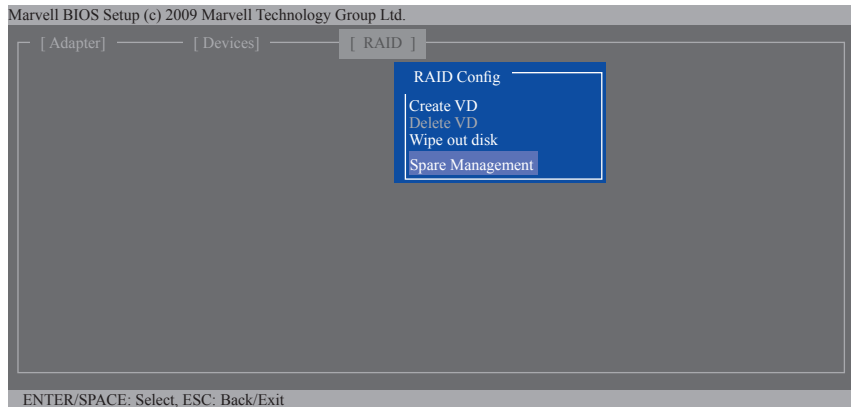 Marvell BIOS Setup (c) 2009 Marvell Technology Group Ltd.
[ Adapter] [ Devices] [ RAID ]
RAID Config
Create VD
Delete VD
Wipe out disk
Spare Management
ENTER/SPACE: Select, ESC: Back/Exit